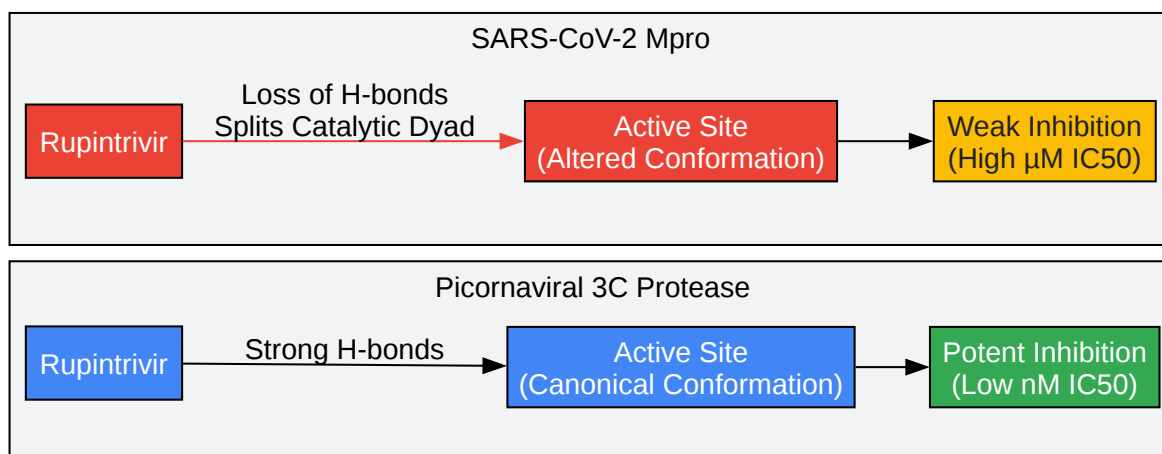 SARS-CoV-2 Mpro
Rupintrivir
Loss of H-bonds
Splits Catalytic Dyad
Active Site
(Altered Conformation)
Weak Inhibition
(High µM IC50)
Picornaviral 3C Protease
Rupintrivir
Strong H-bonds
Active Site
(Canonical Conformation)
Potent Inhibition
(Low nM IC50)